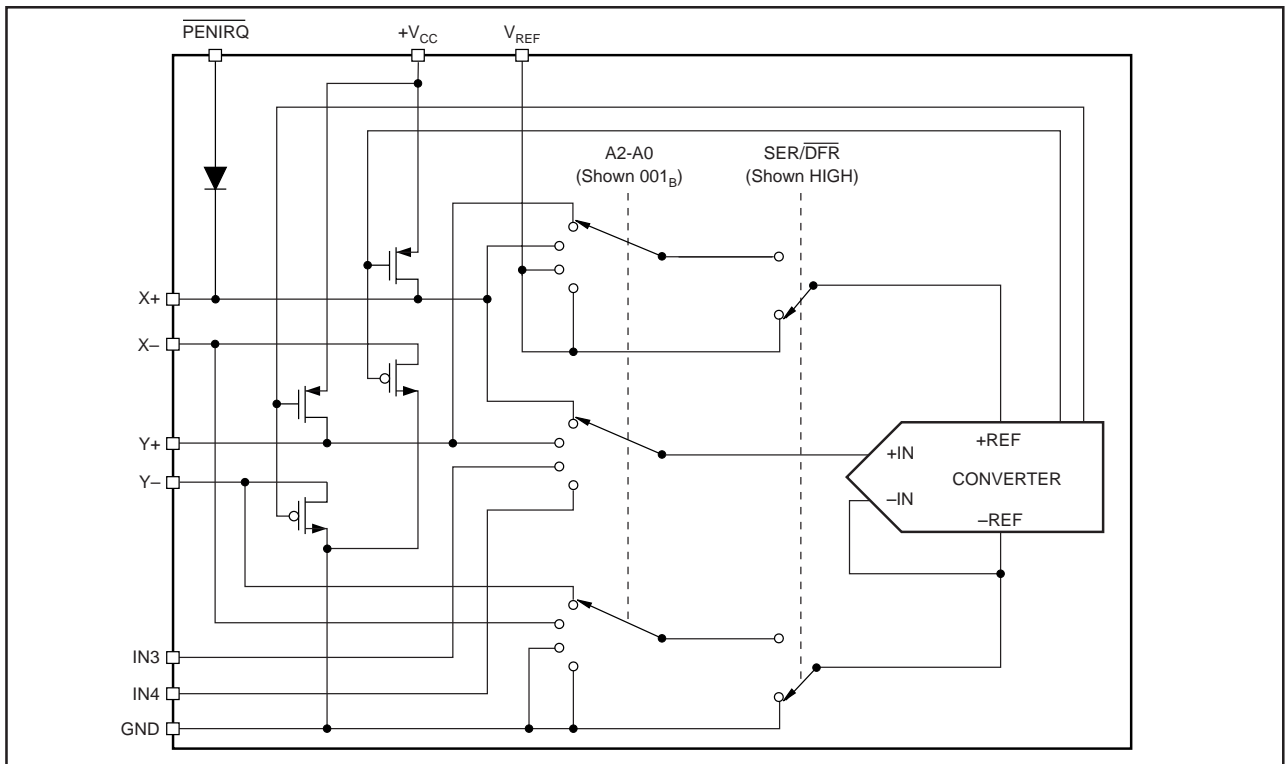 PENIRQ
+VCC
VREF
A2-A0
(Shown 001B)
SER/DFR
(Shown HIGH)
X+
X–
Y+
Y–
IN3
IN4
GND
+IN
–IN
+REF
CONVERTER
–REF